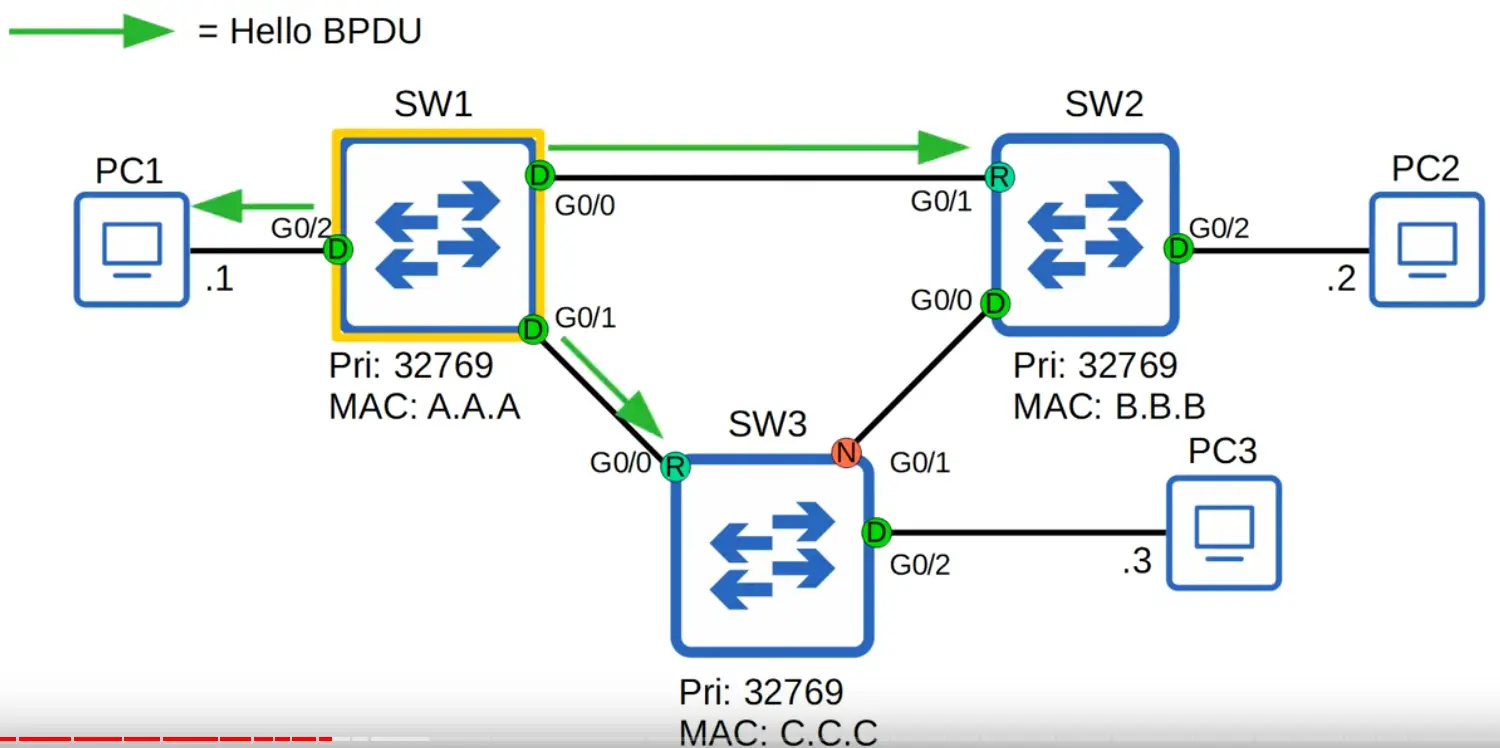 = Hello BPDU
SW1
SW2
PC1
PC2
D
R
G0/0
G0/1
G0/2
D
D
G0/2
.1
.2
G0/0
D
D
G0/1
Pri: 32769
MAC: A.A.A
Pri: 32769
MAC: B.B.B
SW3
PC3
G0/0
R
N
G0/1
D
G0/2
.3
Pri: 32769
MAC: C.C.C